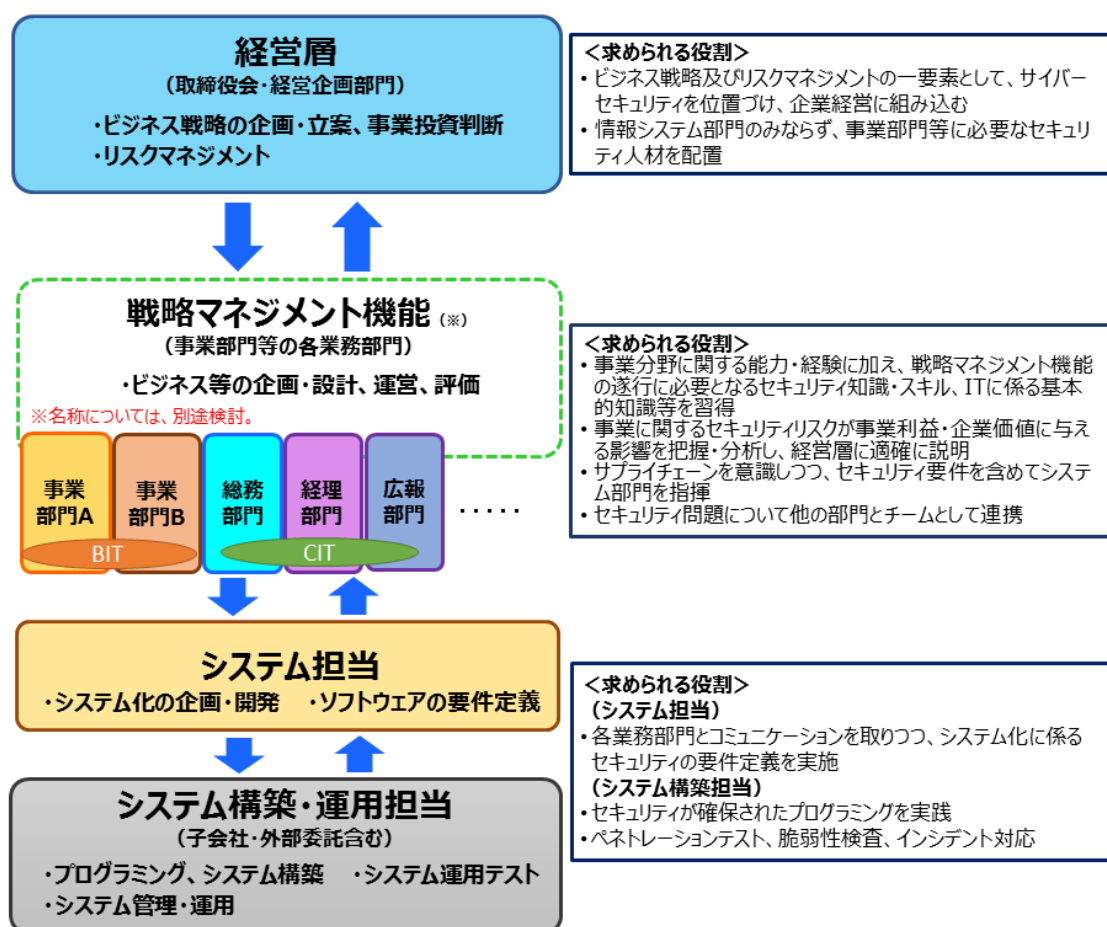 経営層
(取締役会・経営企画部門)
・ビジネス戦略の企画・立案、事業投資判断
・リスクマネジメント
＜求められる役割＞
・ビジネス戦略及びリスクマネジメントの一要素として、サイバー
セキュリティを位置づけ、企業経営に組み込む
・情報システム部門のみならず、事業部門等に必要なセキュリ
ティ人材を配置
戦略マネジメント機能(※)
(事業部門等の各業務部門)
・ビジネス等の企画・設計、運営、評価
※名称については、別途検討。
事業
部門A
事業
部門B
総務
部門
経理
部門
広報
部門
・・・・・
BIT
CIT
＜求められる役割＞
・事業分野に関する能力・経験に加え、戦略マネジメント機能
の遂行に必要となるセキュリティ知識・スキル、ITに係る基本
的知識等を習得
・事業に関するセキュリティリスクが事業利益・企業価値に与え
る影響を把握・分析し、経営層に適確に説明
・サプライチェーンを意識しつつ、セキュリティ要件を含めてシステ
ム部門を指揮
・セキュリティ問題について他の部門とチームとして連携
システム担当
・システム化の企画・開発 ・ソフトウェアの要件定義
システム構築・運用担当
(子会社・外部委託含む)
・プログラミング、システム構築 ・システム運用テスト
・システム管理・運用
＜求められる役割＞
(システム担当)
・各業務部門とコミュニケーションを取りつつ、システム化に係る
セキュリティの要件定義を実施
(システム構築担当)
・セキュリティが確保されたプログラミングを実践
・ペネトレーションテスト、脆弱性検査、インシデント対応